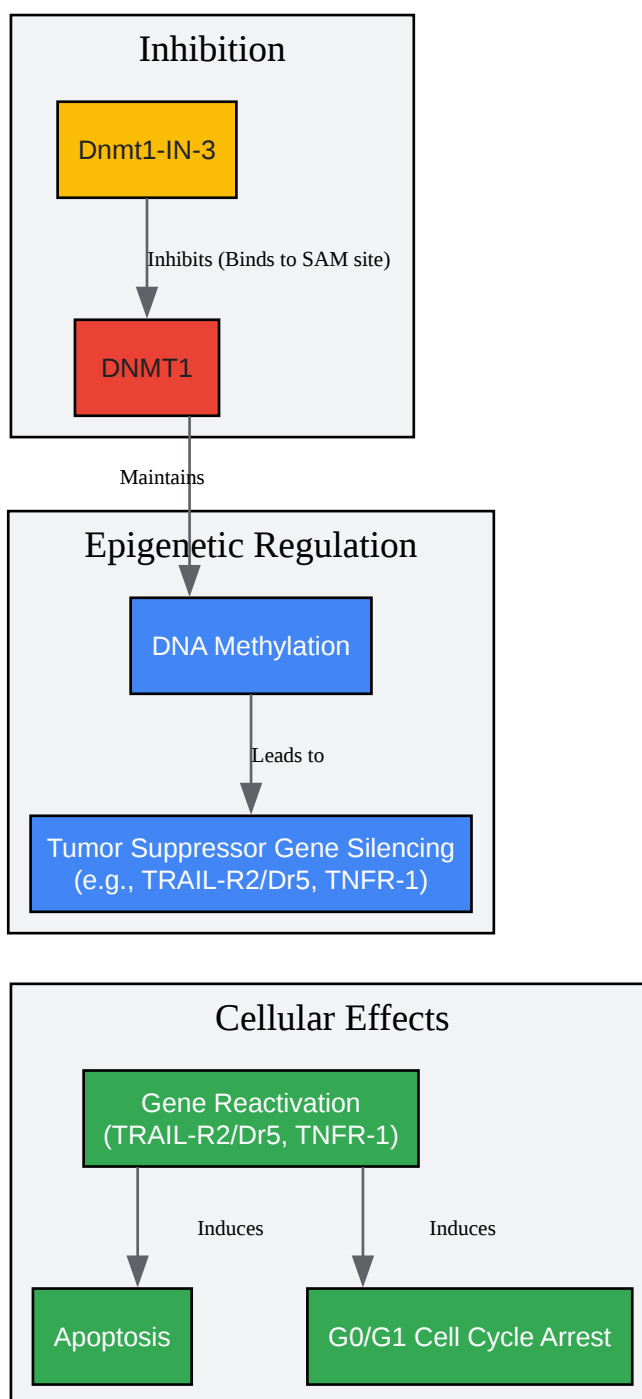 Inhibition
Dnmt1-IN-3
Inhibits (Binds to SAM site)
DNMT1
Maintains
Epigenetic Regulation
DNA Methylation
Leads to
Tumor Suppressor Gene Silencing
(e.g., TRAIL-R2/Dr5, TNFR-1)
Cellular Effects
Gene Reactivation
(TRAIL-R2/Dr5, TNFR-1)
Induces
Induces
Apoptosis
G0/G1 Cell Cycle Arrest